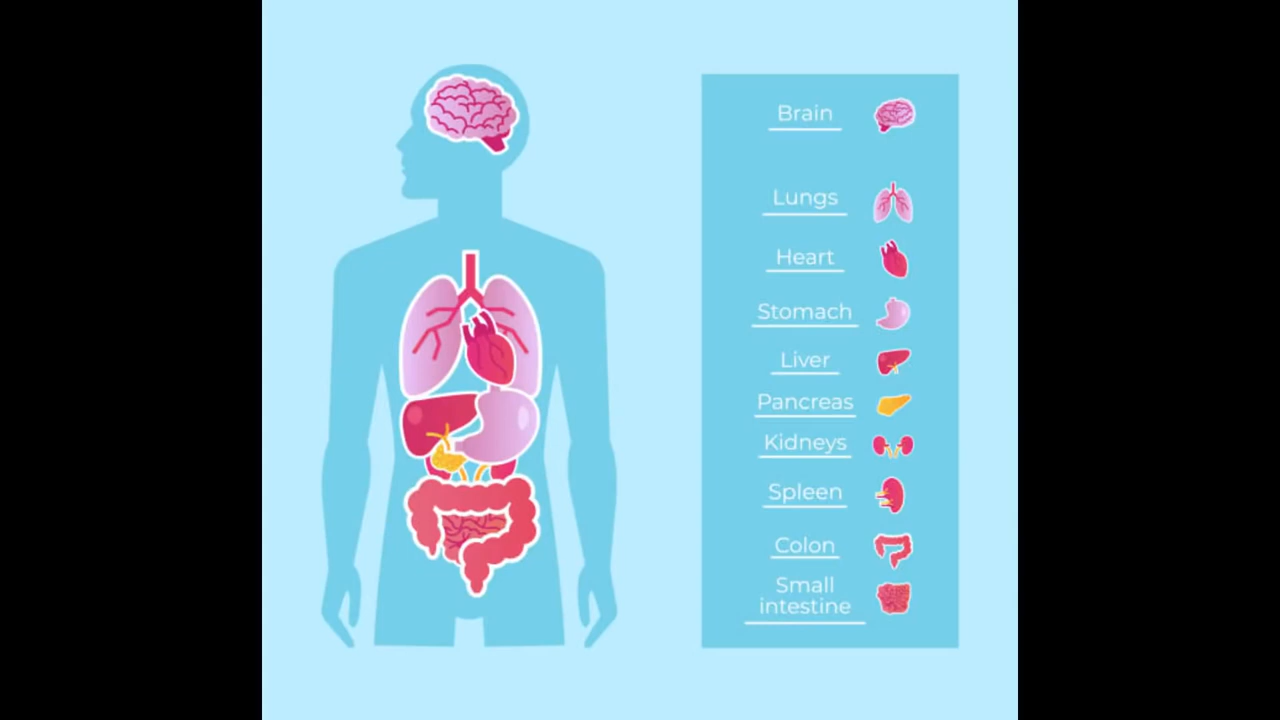 Brain
Lungs
Heart
Stomach
Liver
Pancreas
Kidneys
Spleen
Colon
Small
intestine